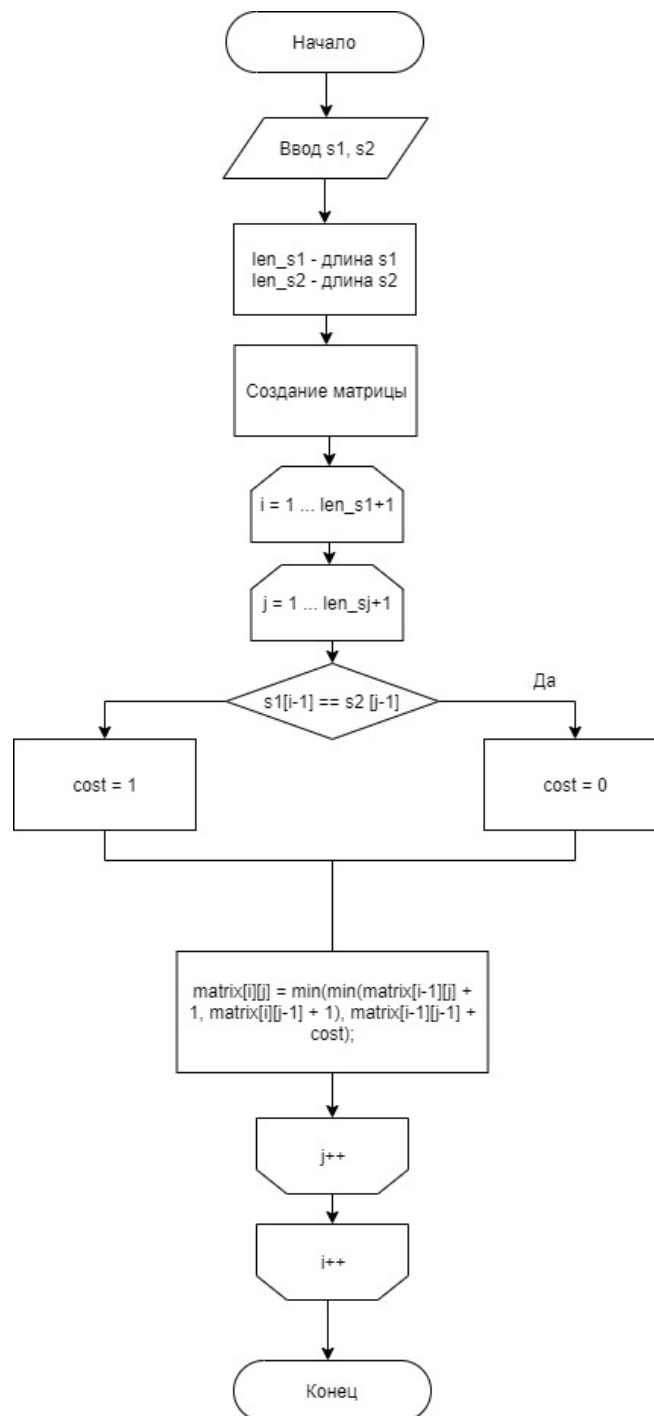 Начало
Ввод s1, s2
len_s1 - длина s1
len_s2 - длина s2
Создание матрицы
i = 1 ... len_s1+1
j = 1 ... len_sj+1
s1[i-1] == s2 [j-1]
Да
cost = 1
cost = 0
matrix[i][j] = min(min(matrix[i-1][j] +
1, matrix[i][j-1] + 1), matrix[i-1][j-1] +
cost);
j++
i++
Конец